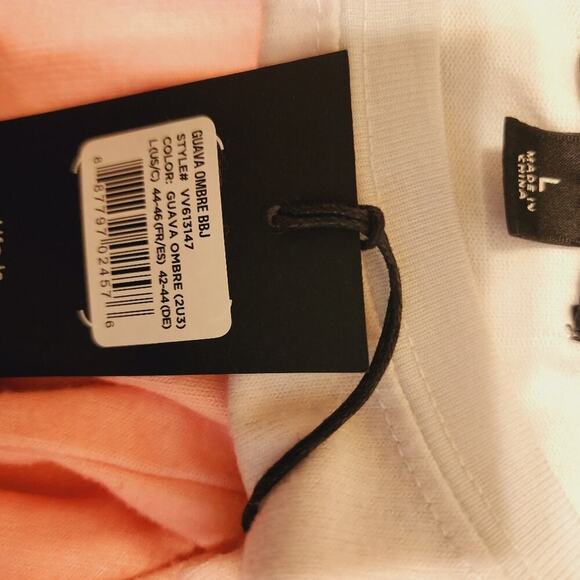 GUAVA OMBRE BBJ
STYLE# VV613147
COLOR: GUAVA OMBRE (2U3)
L(US/C) 44-46(FR/ES) 42-44(DE)
8 87797 02457 6
L
MADE IN
CHINA